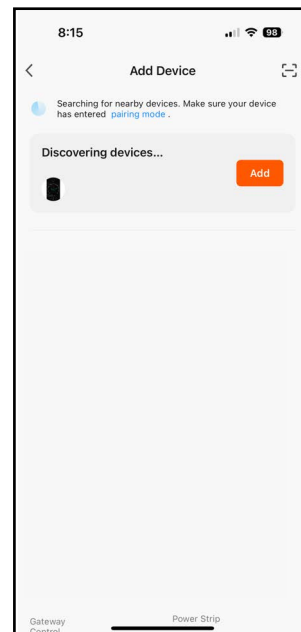 8:15
98
Add Device
Searching for nearby devices. Make sure your device
has entered pairing mode .
Discovering devices...
Add
Gateway
Control
Power Strip